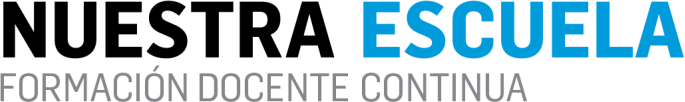 NUESTRA ESCUELA
FORMACIÓN DOCENTE CONTINUA